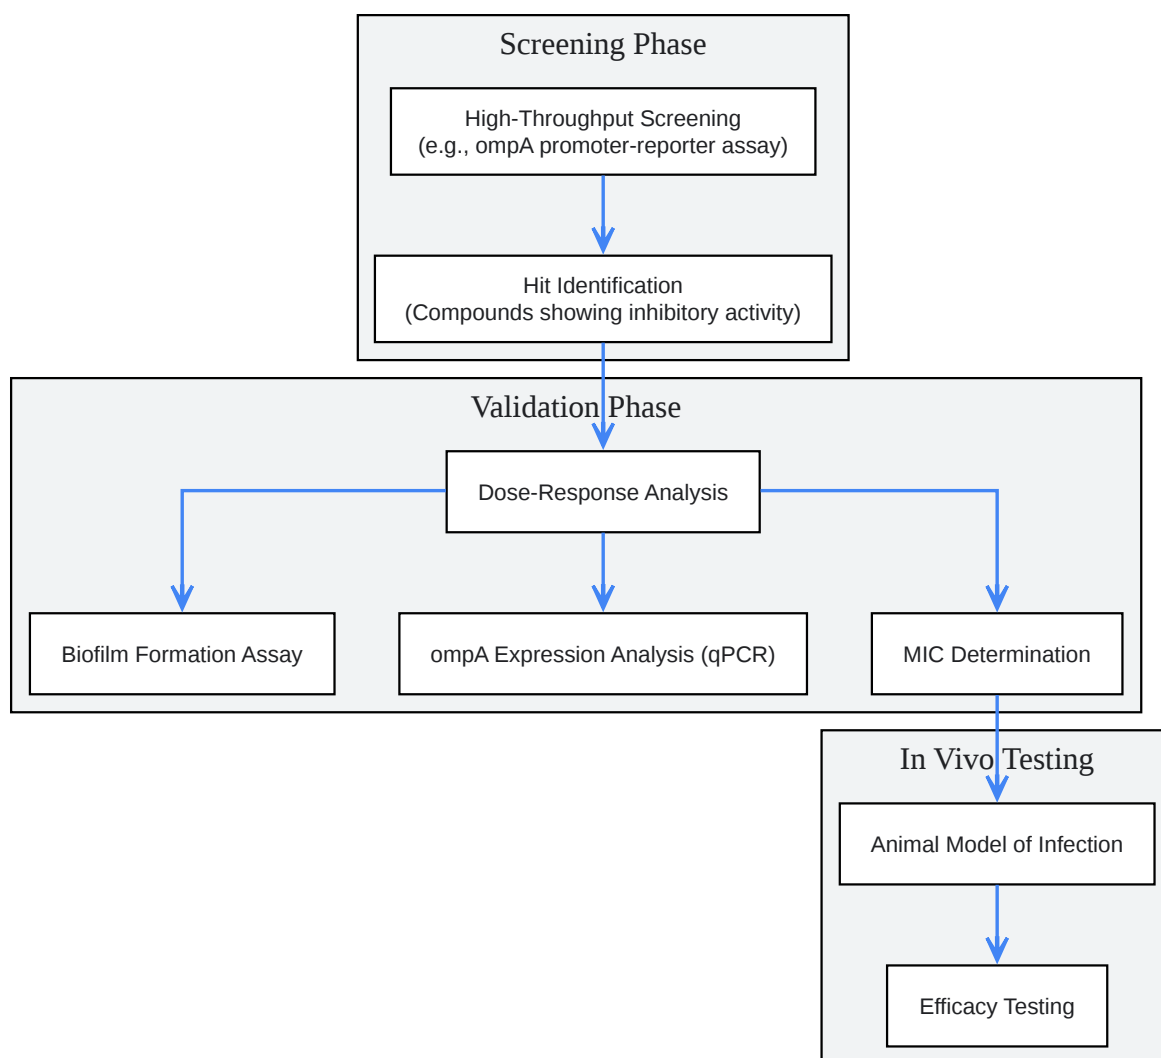 Screening Phase
High-Throughput Screening
(e.g., ompA promoter-reporter assay)
Hit Identification
(Compounds showing inhibitory activity)
Validation Phase
Dose-Response Analysis
Biofilm Formation Assay
ompA Expression Analysis (qPCR)
MIC Determination
In Vivo Testing
Animal Model of Infection
Efficacy Testing